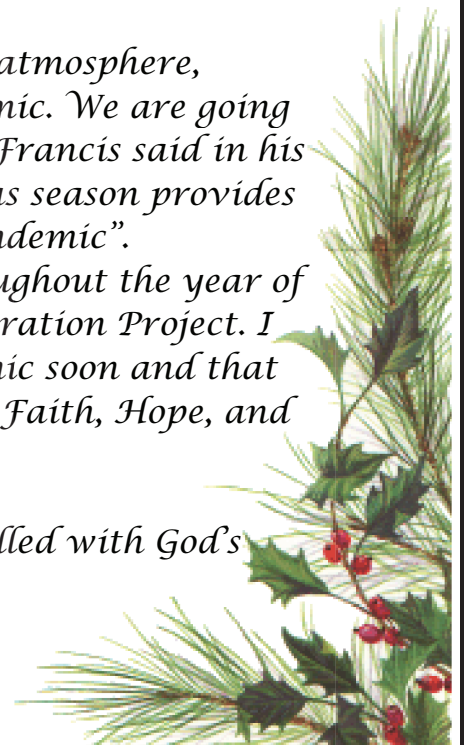 atmosphere,
nic. We are going
Francis said in his
as season provides
ndemic".
ughout the year of
ration Project. I
nic soon and that
Faith, Hope, and
lled with God's